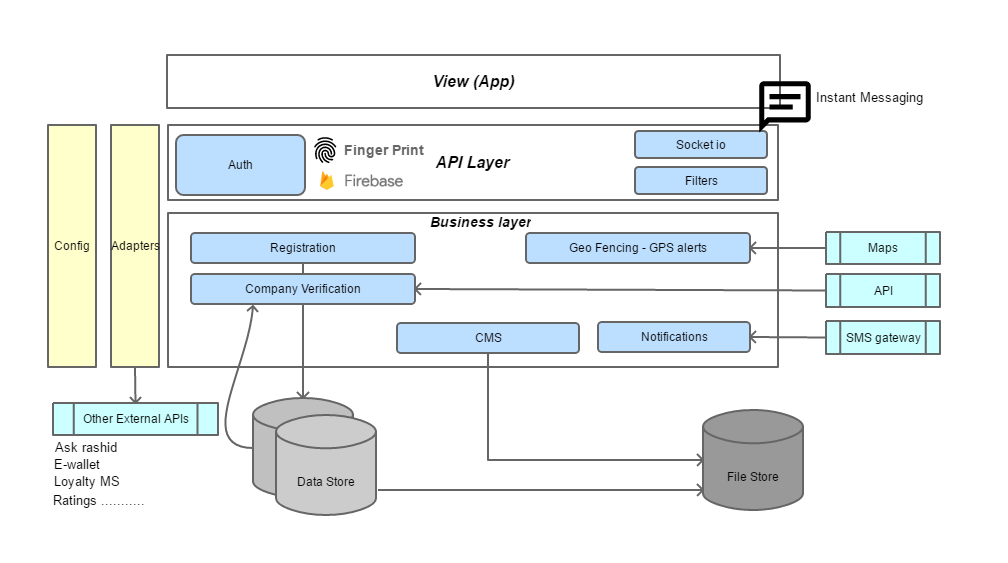 View (App)
Instant Messaging
Config
Adapters
Auth
Finger Print
Firebase
API Layer
Socket io
Filters
Business layer
Registration
Geo Fencing - GPS alerts
Maps
Company Verification
API
CMS
Notifications
SMS gateway
Other External APIs
Ask rashid
E-wallet
Loyalty MS
Ratings ...........
Data Store
File Store